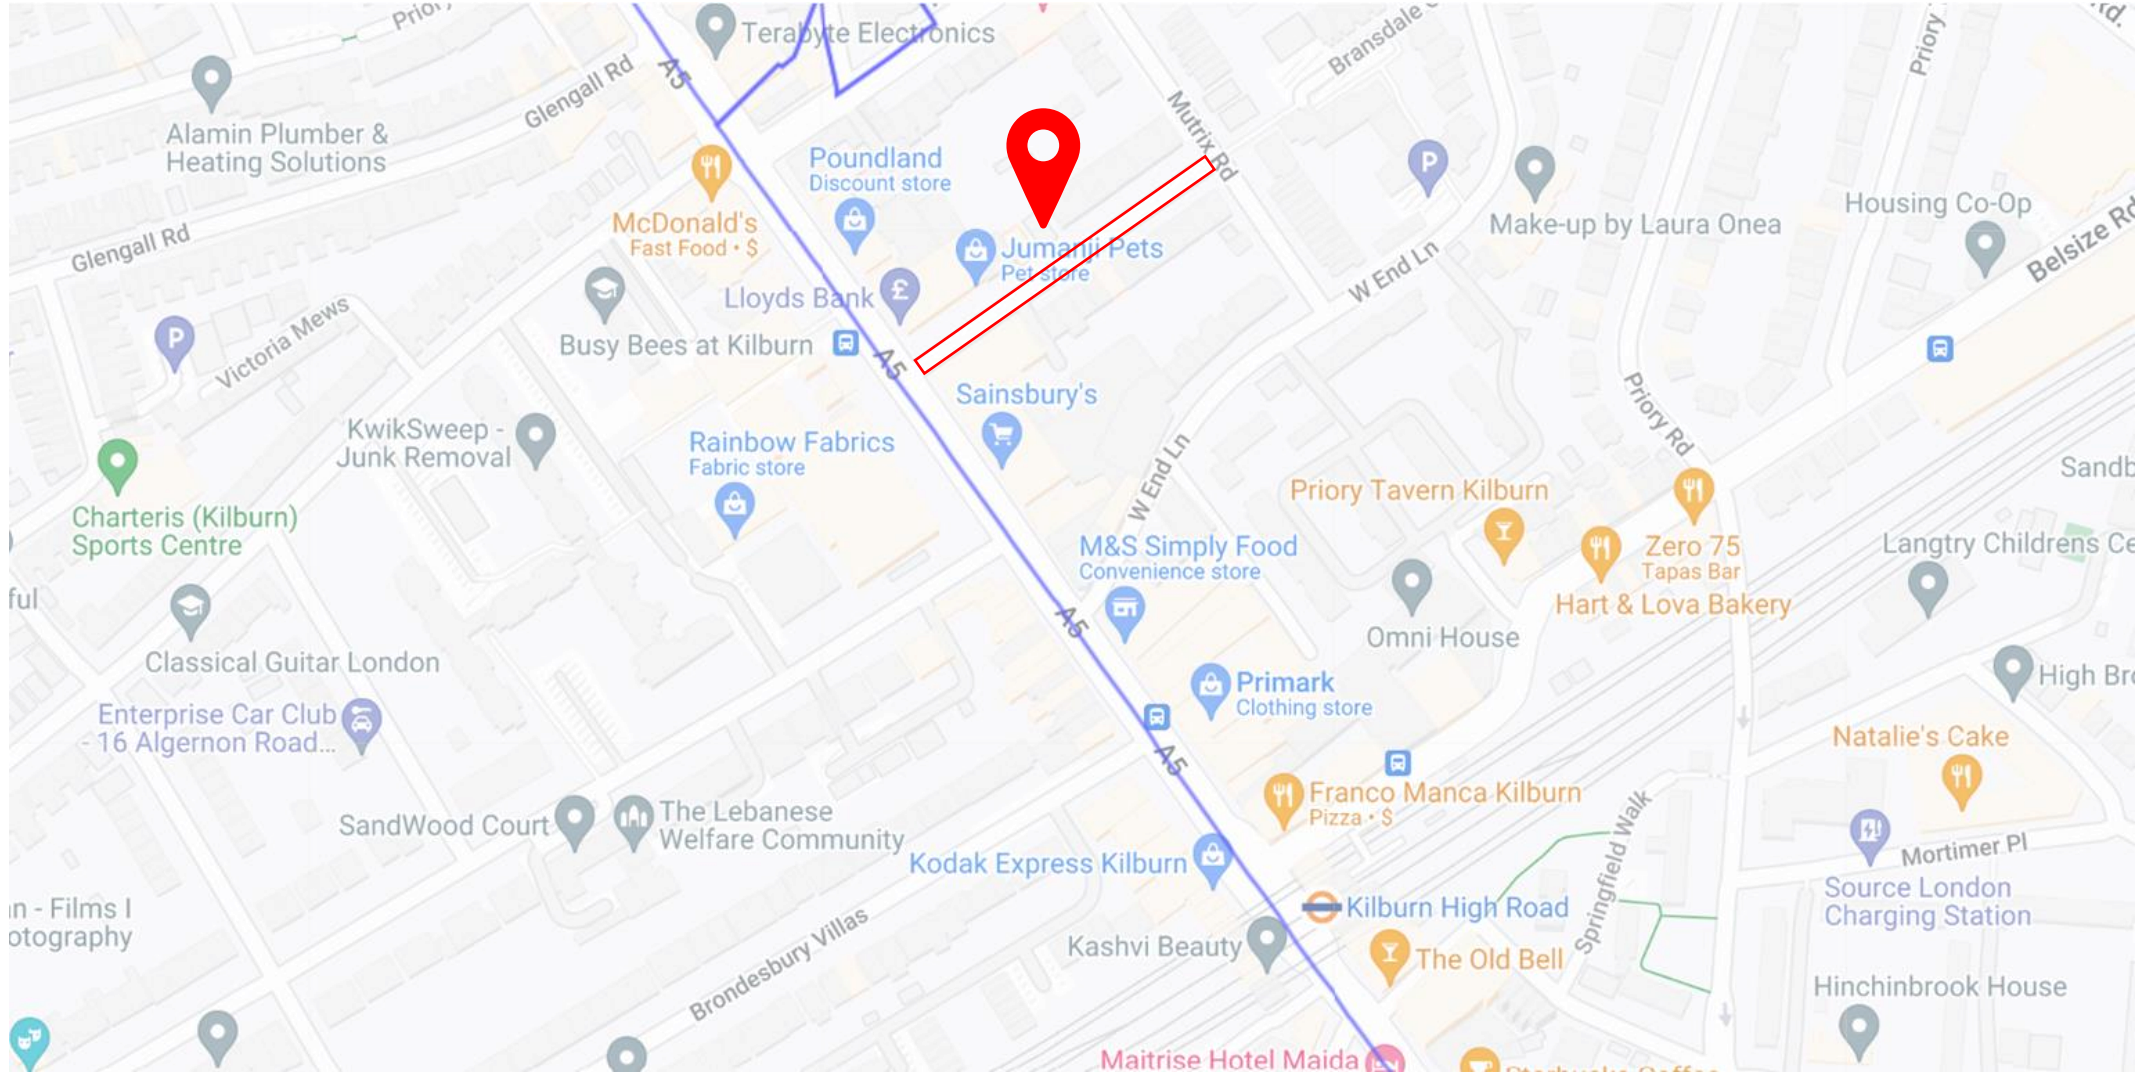 Priory
Terabyte Electronics
Bransdale
Priory
Rd.
A5
Glengall Rd
Mutrix Rd
Alamin Plumber &
Heating Solutions
Poundland
Discount store
Make-up by Laura Onea
Housing Co-Op
McDonald's
Fast Food • $
Glengall Rd
Jumanji Pets
Pet store
W End Ln
Belsize Rd
Lloyds Bank
Victoria Mews
Busy Bees at Kilburn
A5
Sainsbury's
KwikSweep -
Junk Removal
Rainbow Fabrics
Fabric store
Priory Rd
W End Ln
Sandb
Priory Tavern Kilburn
Charteris (Kilburn)
Sports Centre
M&S Simply Food
Convenience store
Zero 75
Tapas Bar
Langtry Childrens Ce
ful
Hart & Lova Bakery
A5
Omni House
Classical Guitar London
Primark
Clothing store
High Bro
Enterprise Car Club
- 16 Algernon Road...
A5
Natalie's Cake
SandWood Court
The Lebanese
Welfare Community
Franco Manca Kilburn
Pizza • $
Kodak Express Kilburn
Springfield Walk
Mortimer Pl
Source London
Charging Station
n - Films I
otography
Kilburn High Road
Brondesbury Villas
Kashvi Beauty
The Old Bell
Hinchinbrook House
Maitrise Hotel Maida